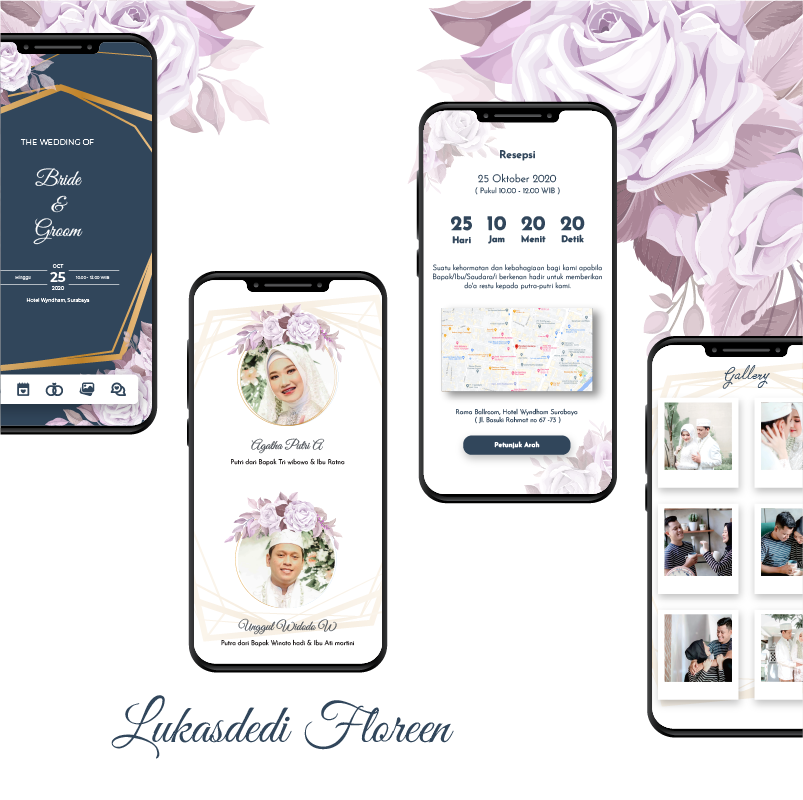 THE WEDDING OF
Bride
&
Groom
OCT
Minggu 25 10.00 - 12.00 WIB
2020
Hotel Wyndham, Surabaya
Agatha Putri A
Putri dari Bapak Tri wibowo & Ibu Ratna
Unggul Widodo W
Putra dari Bapak Winoto hadi & Ibu Ati martini
Resepsi
25 Oktober 2020
( Pukul 10.00 - 12.00 WIB )
25 10 20 20
Hari Jam Menit Detik
Suatu kehormatan dan kebahagiaan bagi kami apabila
Bapak/Ibu/Saudara/i berkenan hadir untuk memberikan
do'a restu kepada putra-putri kami.
Rama Ballroom, Hotel Wyndham Surabaya
( Jl. Basuki Rahmat no 67 -73 )
Petunjuk Arah
Gallery
Lukasdedi Floreen